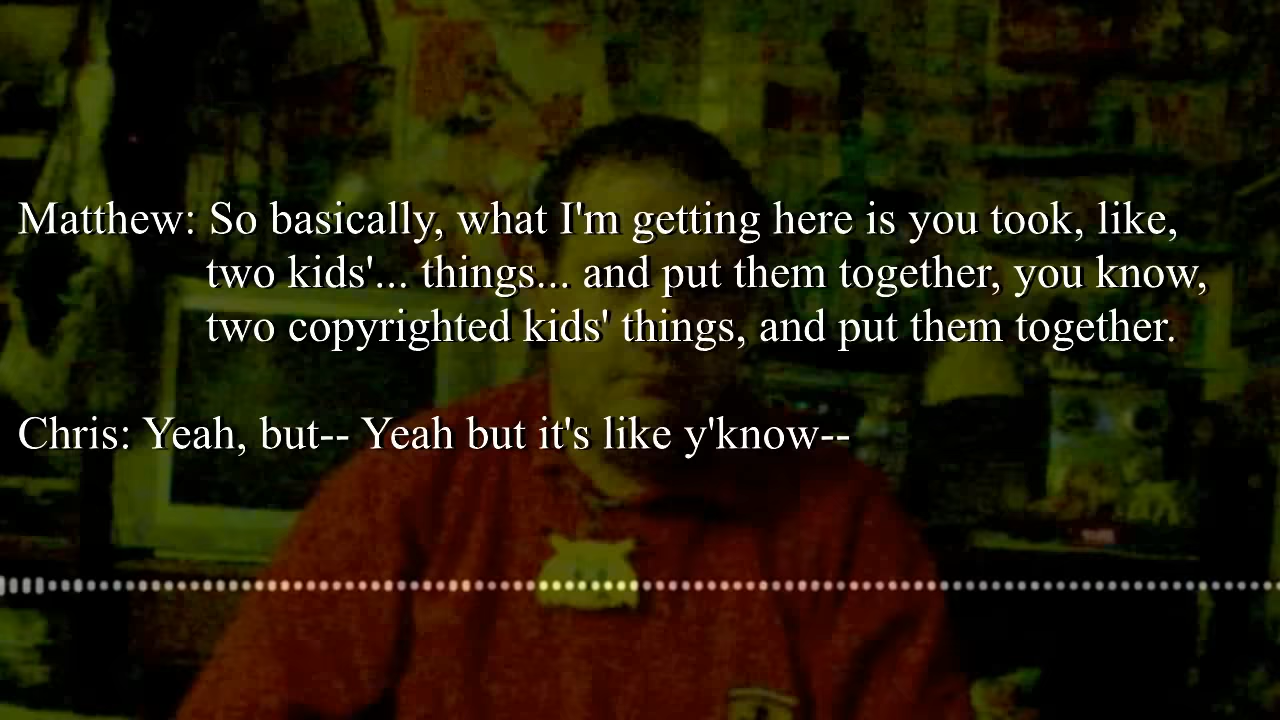 Matthew: So basically, what I'm getting here is you took, like,
two kids'... things... and put them together, you know,
two copyrighted kids' things, and put them together.
Chris: Yeah, but-- Yeah but it's like y'know--